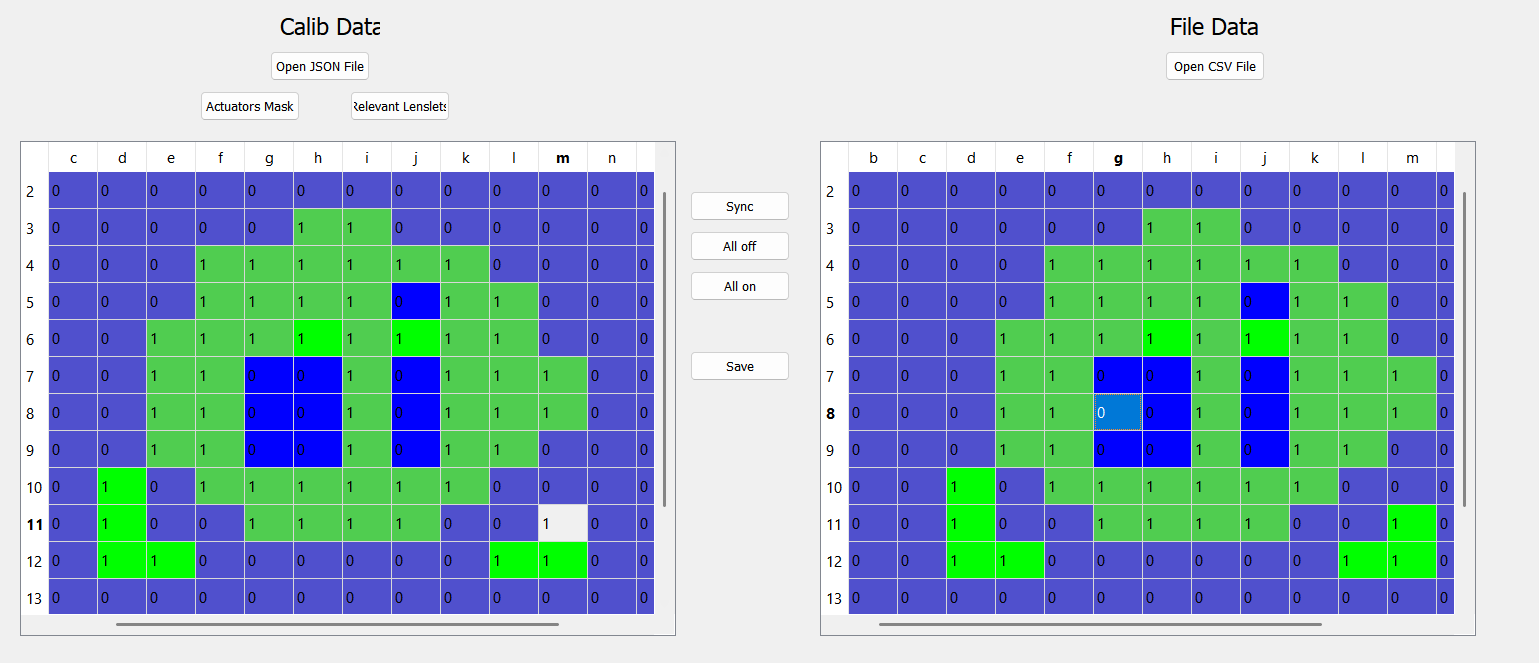 Calib Data
Open JSON File
Actuators Mask
Relevant Lenslets
c d e f g h i j k l m n
2 0 0 0 0 0 0 0 0 0 0 0 0 0
3 0 0 0 0 0 1 1 0 0 0 0 0 0
4 0 0 0 1 1 1 1 1 1 0 0 0 0
5 0 0 0 1 1 1 1 0 1 1 0 0 0
6 0 0 1 1 1 1 1 1 1 1 0 0 0
7 0 0 1 1 0 0 1 0 1 1 1 0 0
8 0 0 1 1 0 0 1 0 1 1 1 0 0
9 0 0 1 1 0 0 1 0 1 1 0 0 0
10 0 1 0 1 1 1 1 1 1 0 0 0 0
11 0 1 0 0 1 1 1 1 0 0 1 0 0
12 0 1 1 0 0 0 0 0 0 1 1 0 0
13 0 0 0 0 0 0 0 0 0 0 0 0 0
Sync
All off
All on
Save
File Data
Open CSV File
b c d e f g h i j k l m
2 0 0 0 0 0 0 0 0 0 0 0 0 0
3 0 0 0 0 0 0 1 1 0 0 0 0 0
4 0 0 0 0 1 1 1 1 1 1 0 0 0
5 0 0 0 0 1 1 1 1 0 1 1 0 0
6 0 0 0 1 1 1 1 1 1 1 1 0 0
7 0 0 0 1 1 0 0 1 0 1 1 1 0
8 0 0 0 1 1 0 0 1 0 1 1 1 0
9 0 0 0 1 1 0 0 1 0 1 1 0 0
10 0 0 1 0 1 1 1 1 1 1 0 0 0
11 0 0 1 0 0 1 1 1 1 0 0 1 0
12 0 0 1 1 0 0 0 0 0 0 1 1 0
13 0 0 0 0 0 0 0 0 0 0 0 0 0